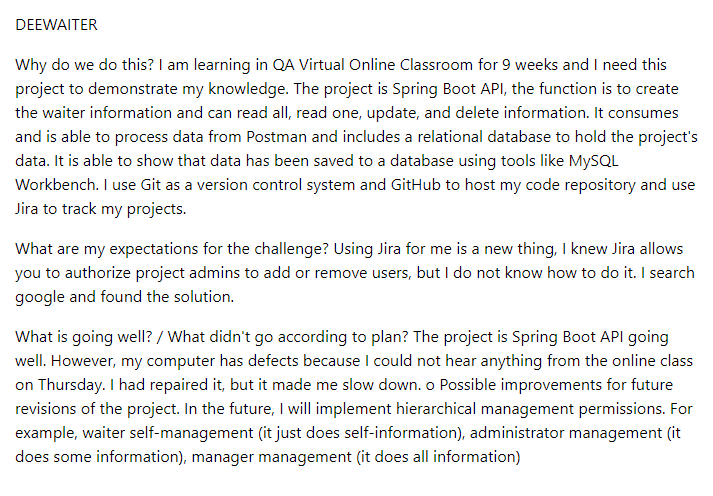 DEEWAITER
Why do we do this? I am learning in QA Virtual Online Classroom for 9 weeks and I need this
project to demonstrate my knowledge. The project is Spring Boot API, the function is to create
the waiter information and can read all, read one, update, and delete information. It consumes
and is able to process data from Postman and includes a relational database to hold the project's
data. It is able to show that data has been saved to a database using tools like MySQL
Workbench. I use Git as a version control system and GitHub to host my code repository and use
Jira to track my projects.
What are my expectations for the challenge? Using Jira for me is a new thing, I knew Jira allows
you to authorize project admins to add or remove users, but I do not know how to do it. I search
google and found the solution.
What is going well? / What didn't go according to plan? The project is Spring Boot API going
well. However, my computer has defects because I could not hear anything from the online class
on Thursday. I had repaired it, but it made me slow down. o Possible improvements for future
revisions of the project. In the future, I will implement hierarchical management permissions. For
example, waiter self-management (it just does self-information), administrator management (it
does some information), manager management (it does all information)